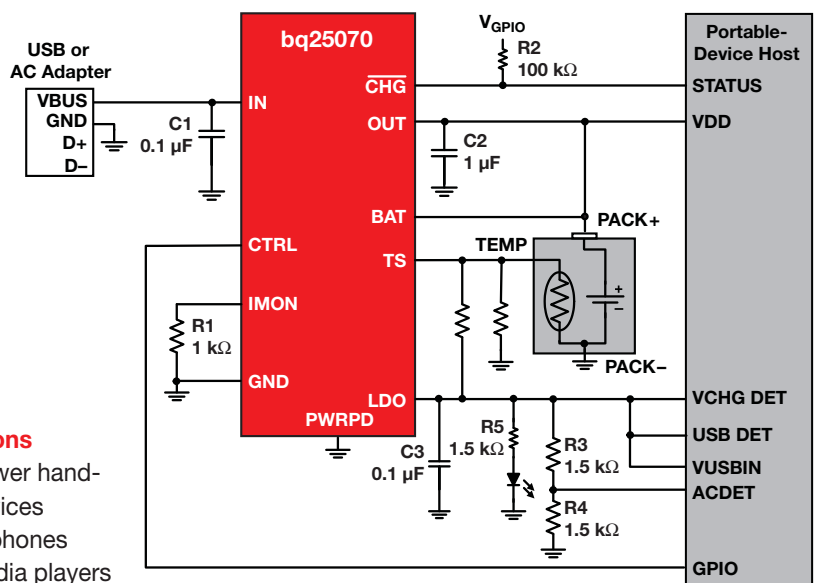 bq25070
USB or
AC Adapter
VBUS
GND
D+
D–
C1
0.1 µF
IN
CTRL
IMON
GND
R1
1 kΩ
PWRPD
CHG
OUT
BAT
TS
LDO
VGPIO
R2
100 kΩ
C2
1 µF
PACK+
TEMP
+
–
PACK–
C3
0.1 µF
R5
1.5 kΩ
R3
1.5 kΩ
R4
1.5 kΩ
Portable-
Device Host
STATUS
VDD
VCHG DET
USB DET
VUSBIN
ACDET
GPIO
ons
wer hand-
ices
phones
dia players